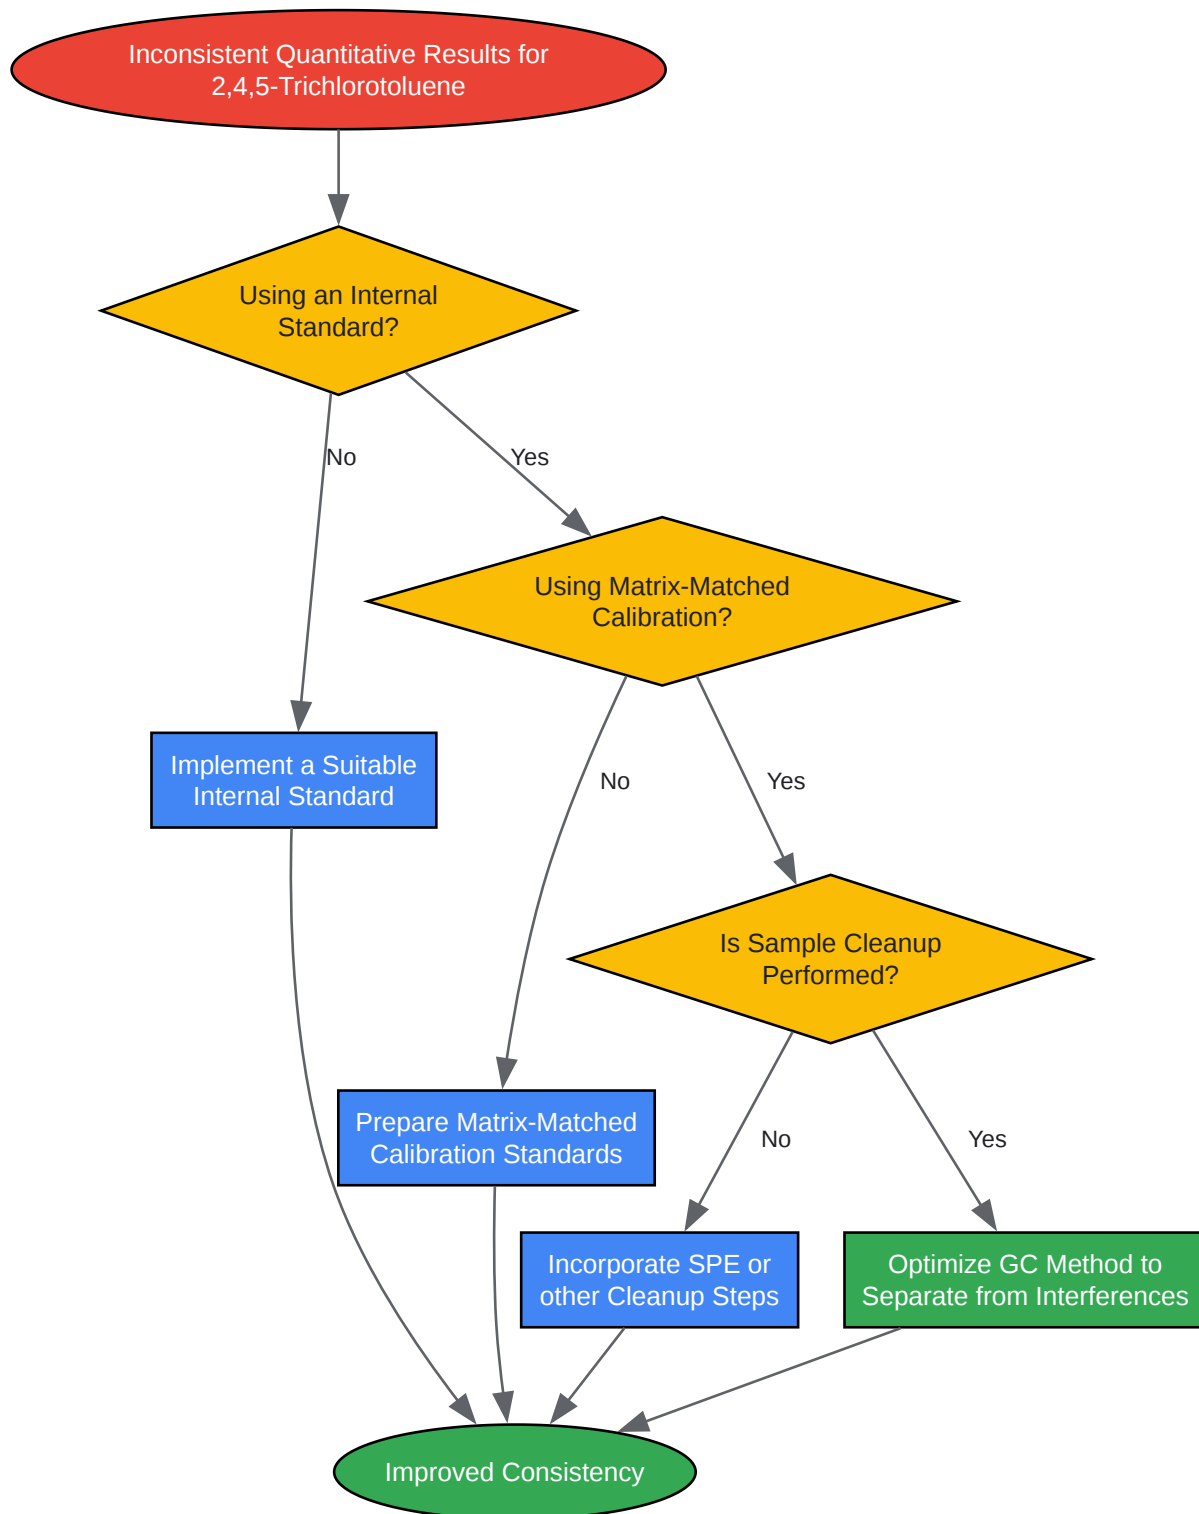 Inconsistent Quantitative Results for
2,4,5-Trichlorotoluene
Using an Internal
Standard?
No
Yes
Using Matrix-Matched
Calibration?
Implement a Suitable
Internal Standard
No
Yes
Is Sample Cleanup
Performed?
Prepare Matrix-Matched
Calibration Standards
No
Yes
Incorporate SPE or
other Cleanup Steps
Optimize GC Method to
Separate from Interferences
Improved Consistency